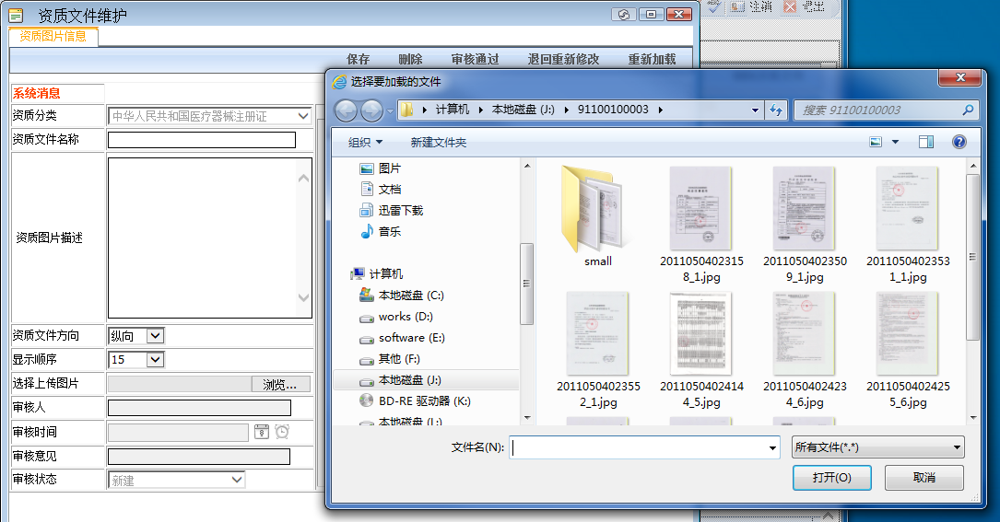 资质文件维护
注消
资质图片信息
保存 删除 审核通过 退回重新修改 重新加载
系统消息
资质分类 中华人民共和国医疗器械注册证
资质文件名称
资质图片描述
资质文件方向 纵向
显示顺序 15
选择上传图片 浏览...
审核人
审核时间
审核意见
审核状态 新建
选择要加载的文件
计算机 本地磁盘 (J:) 91100100003 搜索 91100100003
组织 新建文件夹
图片
文档
迅雷下载
音乐
计算机
本地磁盘 (C:)
works (D:)
software (E:)
其他 (F:)
本地磁盘 (J:)
BD-RE 驱动器 (K:)
本地磁盘 (L:)
small
20110504023158_1.jpg
20110504023509_1.jpg
20110504023531_1.jpg
20110504023552_1.jpg
20110504024144_5.jpg
20110504024234_6.jpg
20110504024255_6.jpg
文件名(N): 所有文件(*.*)
打开(O) 取消